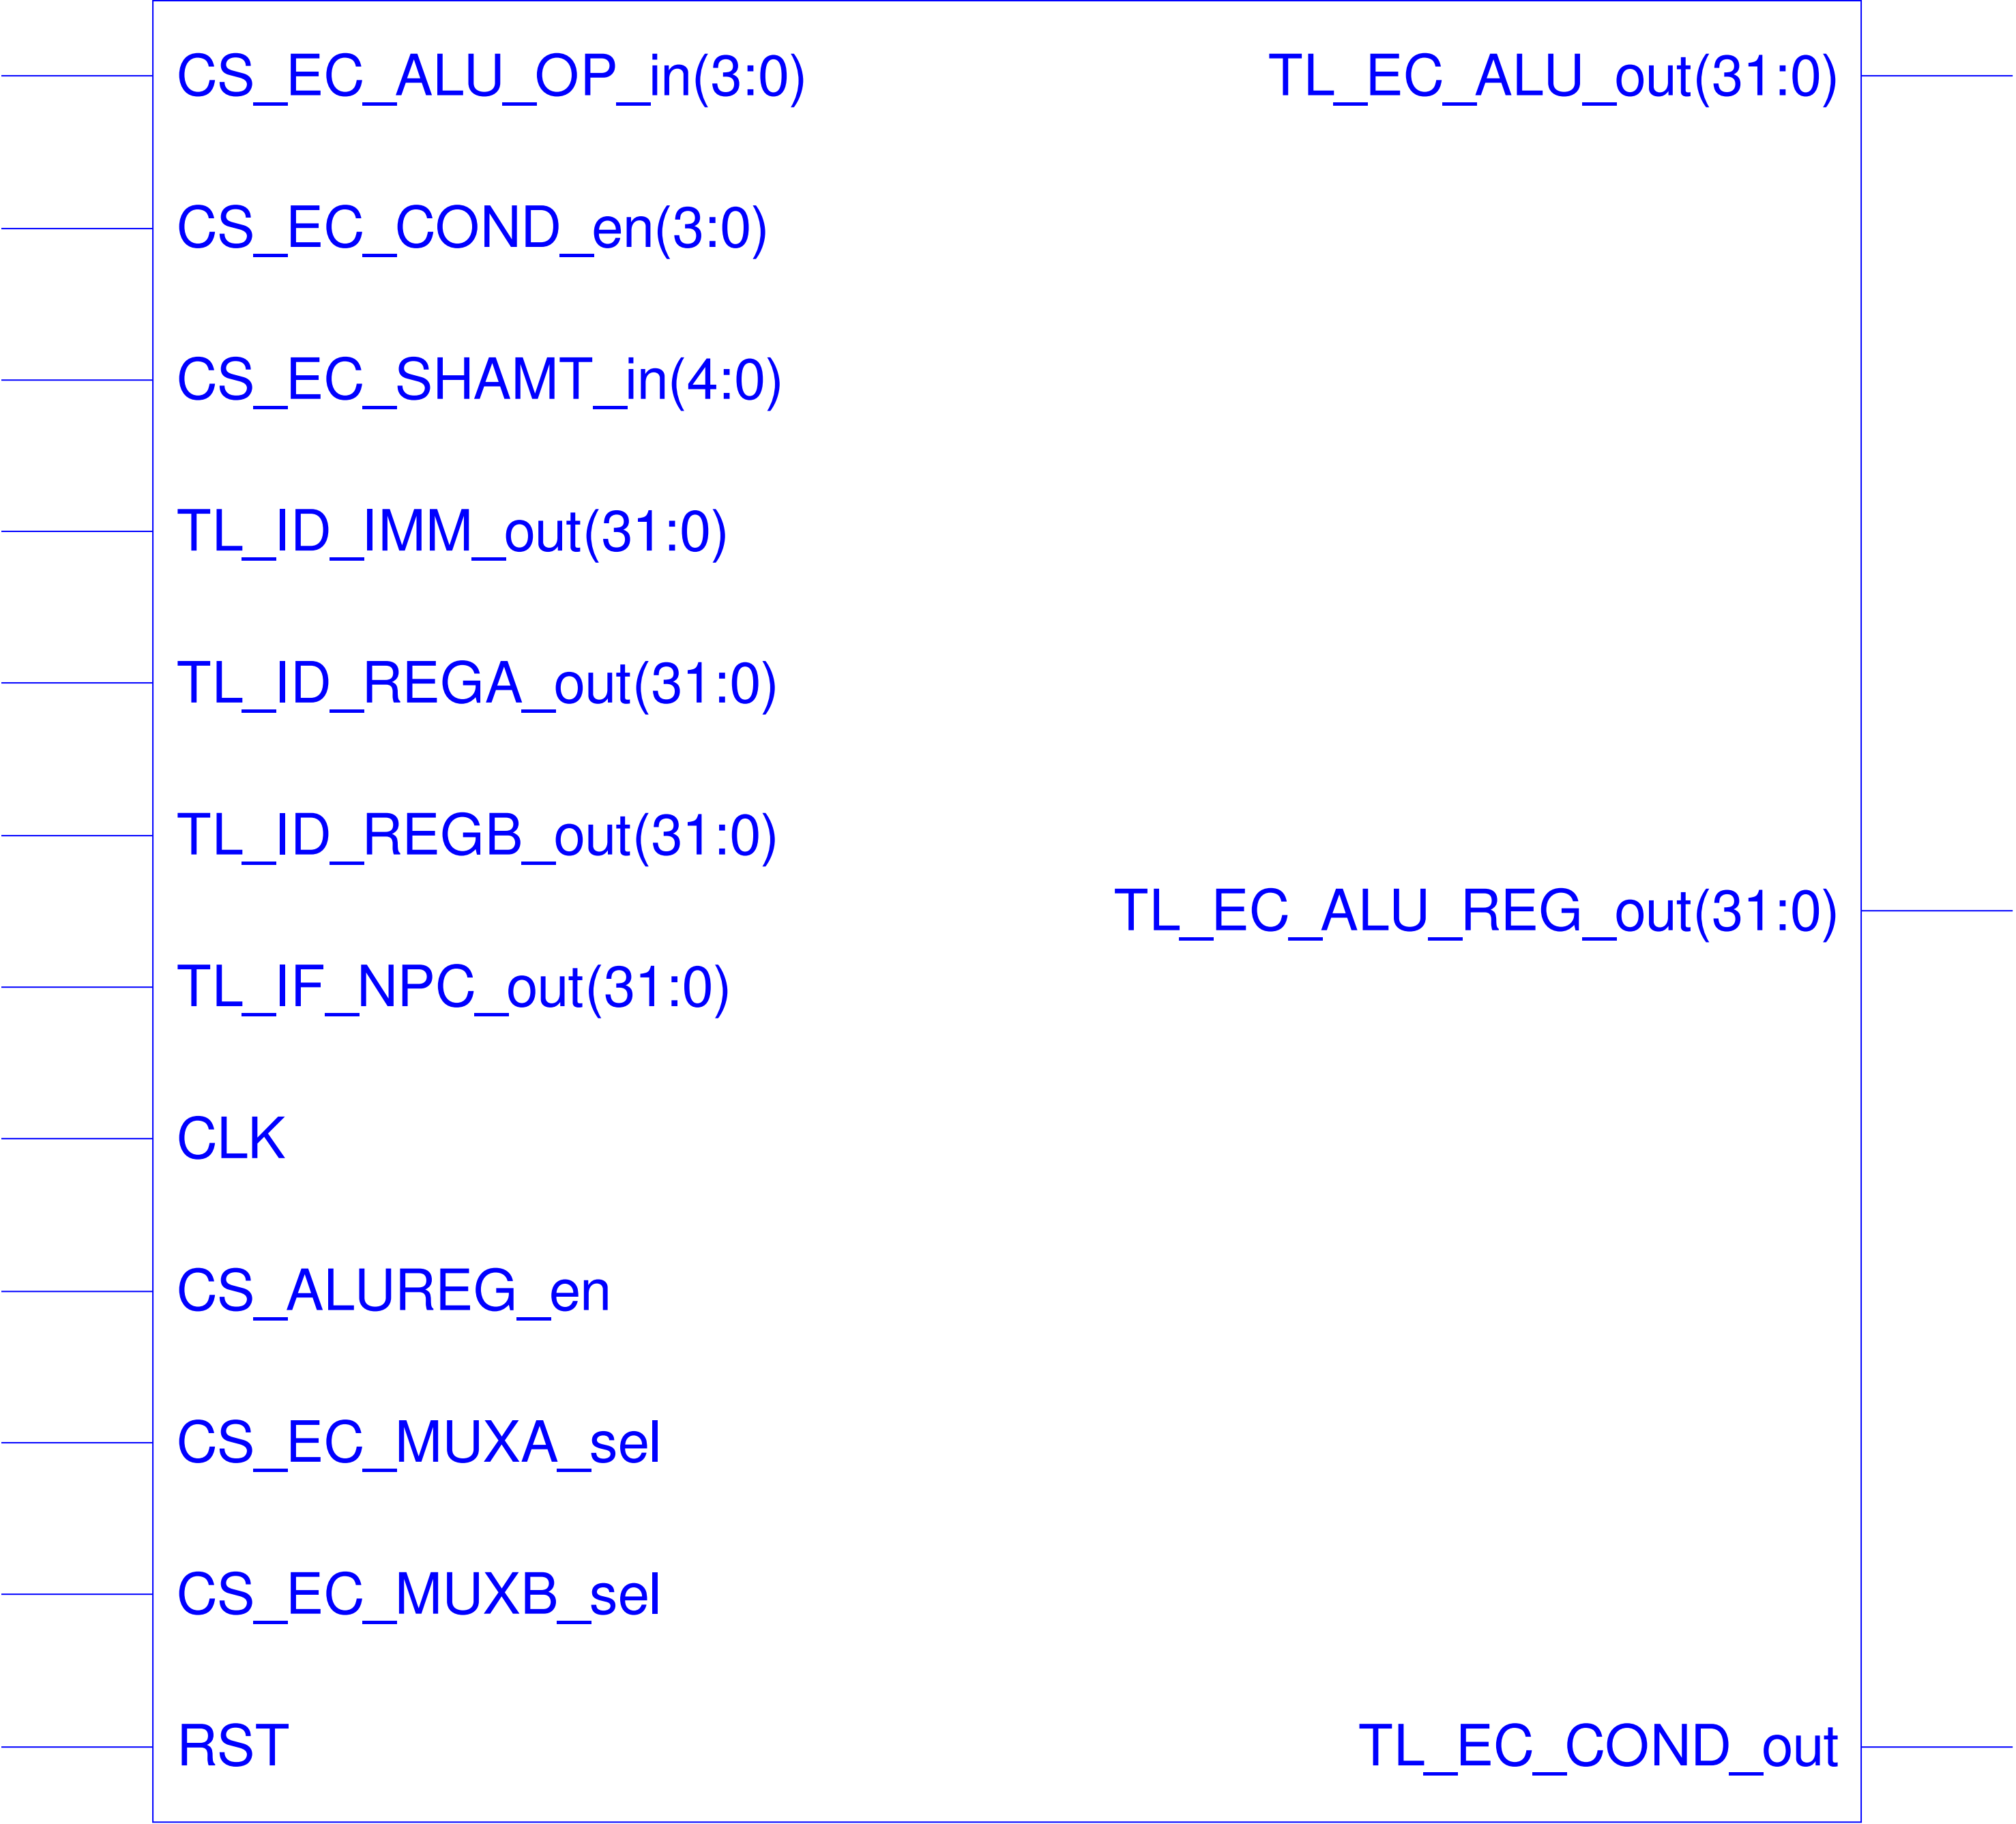 CS_EC_ALU_OP_in(3:0)
TL_EC_ALU_out(31:0)
CS_EC_COND_en(3:0)
CS_EC_SHAMT_in(4:0)
TL_ID_IMM_out(31:0)
TL_ID_REGA_out(31:0)
TL_ID_REGB_out(31:0)
TL_EC_ALU_REG_out(31:0)
TL_IF_NPC_out(31:0)
CLK
CS_ALUREG_en
CS_EC_MUXA_sel
CS_EC_MUXB_sel
RST
TL_EC_COND_out